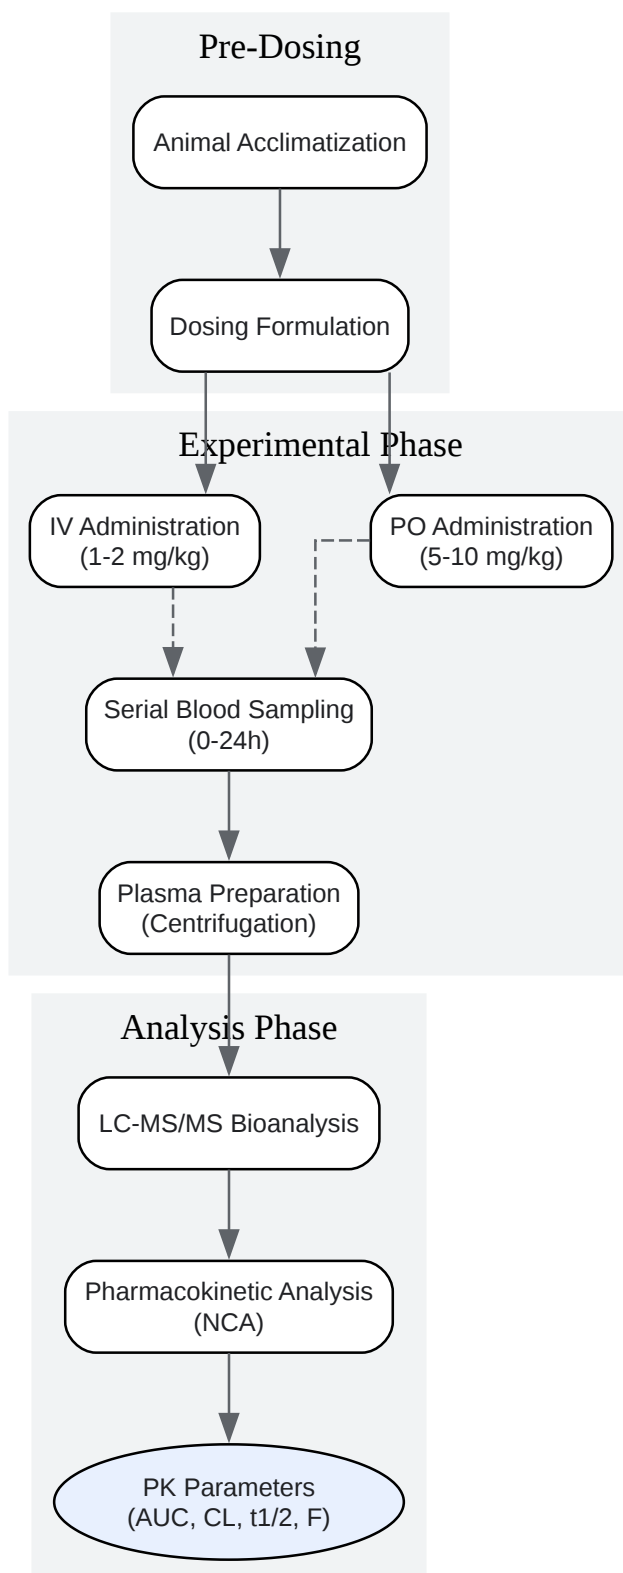 Pre-Dosing
Animal Acclimatization
Dosing Formulation
Experimental Phase
IV Administration
(1-2 mg/kg)
PO Administration
(5-10 mg/kg)
Serial Blood Sampling
(0-24h)
Plasma Preparation
(Centrifugation)
Analysis Phase
LC-MS/MS Bioanalysis
Pharmacokinetic Analysis
(NCA)
PK Parameters
(AUC, CL, t1/2, F)